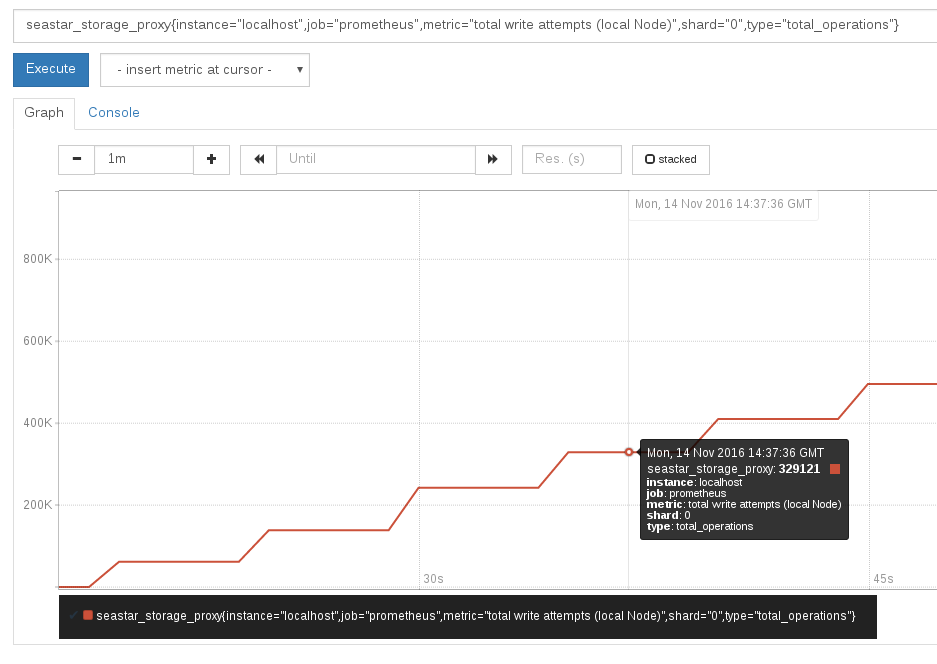 seastar_storage_proxy{instance="localhost",job="prometheus",metric="total write attempts (local Node)",shard="0",type="total_operations"}
Execute
- insert metric at cursor -
Graph
Console
1m
Until
Res. (s)
stacked
Mon, 14 Nov 2016 14:37:36 GMT
800K
600K
400K
200K
Mon, 14 Nov 2016 14:37:36 GMT
seastar_storage_proxy: 329121
instance: localhost
job: prometheus
metric: total write attempts (local Node)
shard: 0
type: total_operations
30s
45s
seastar_storage_proxy{instance="localhost",job="prometheus",metric="total write attempts (local Node)",shard="0",type="total_operations"}